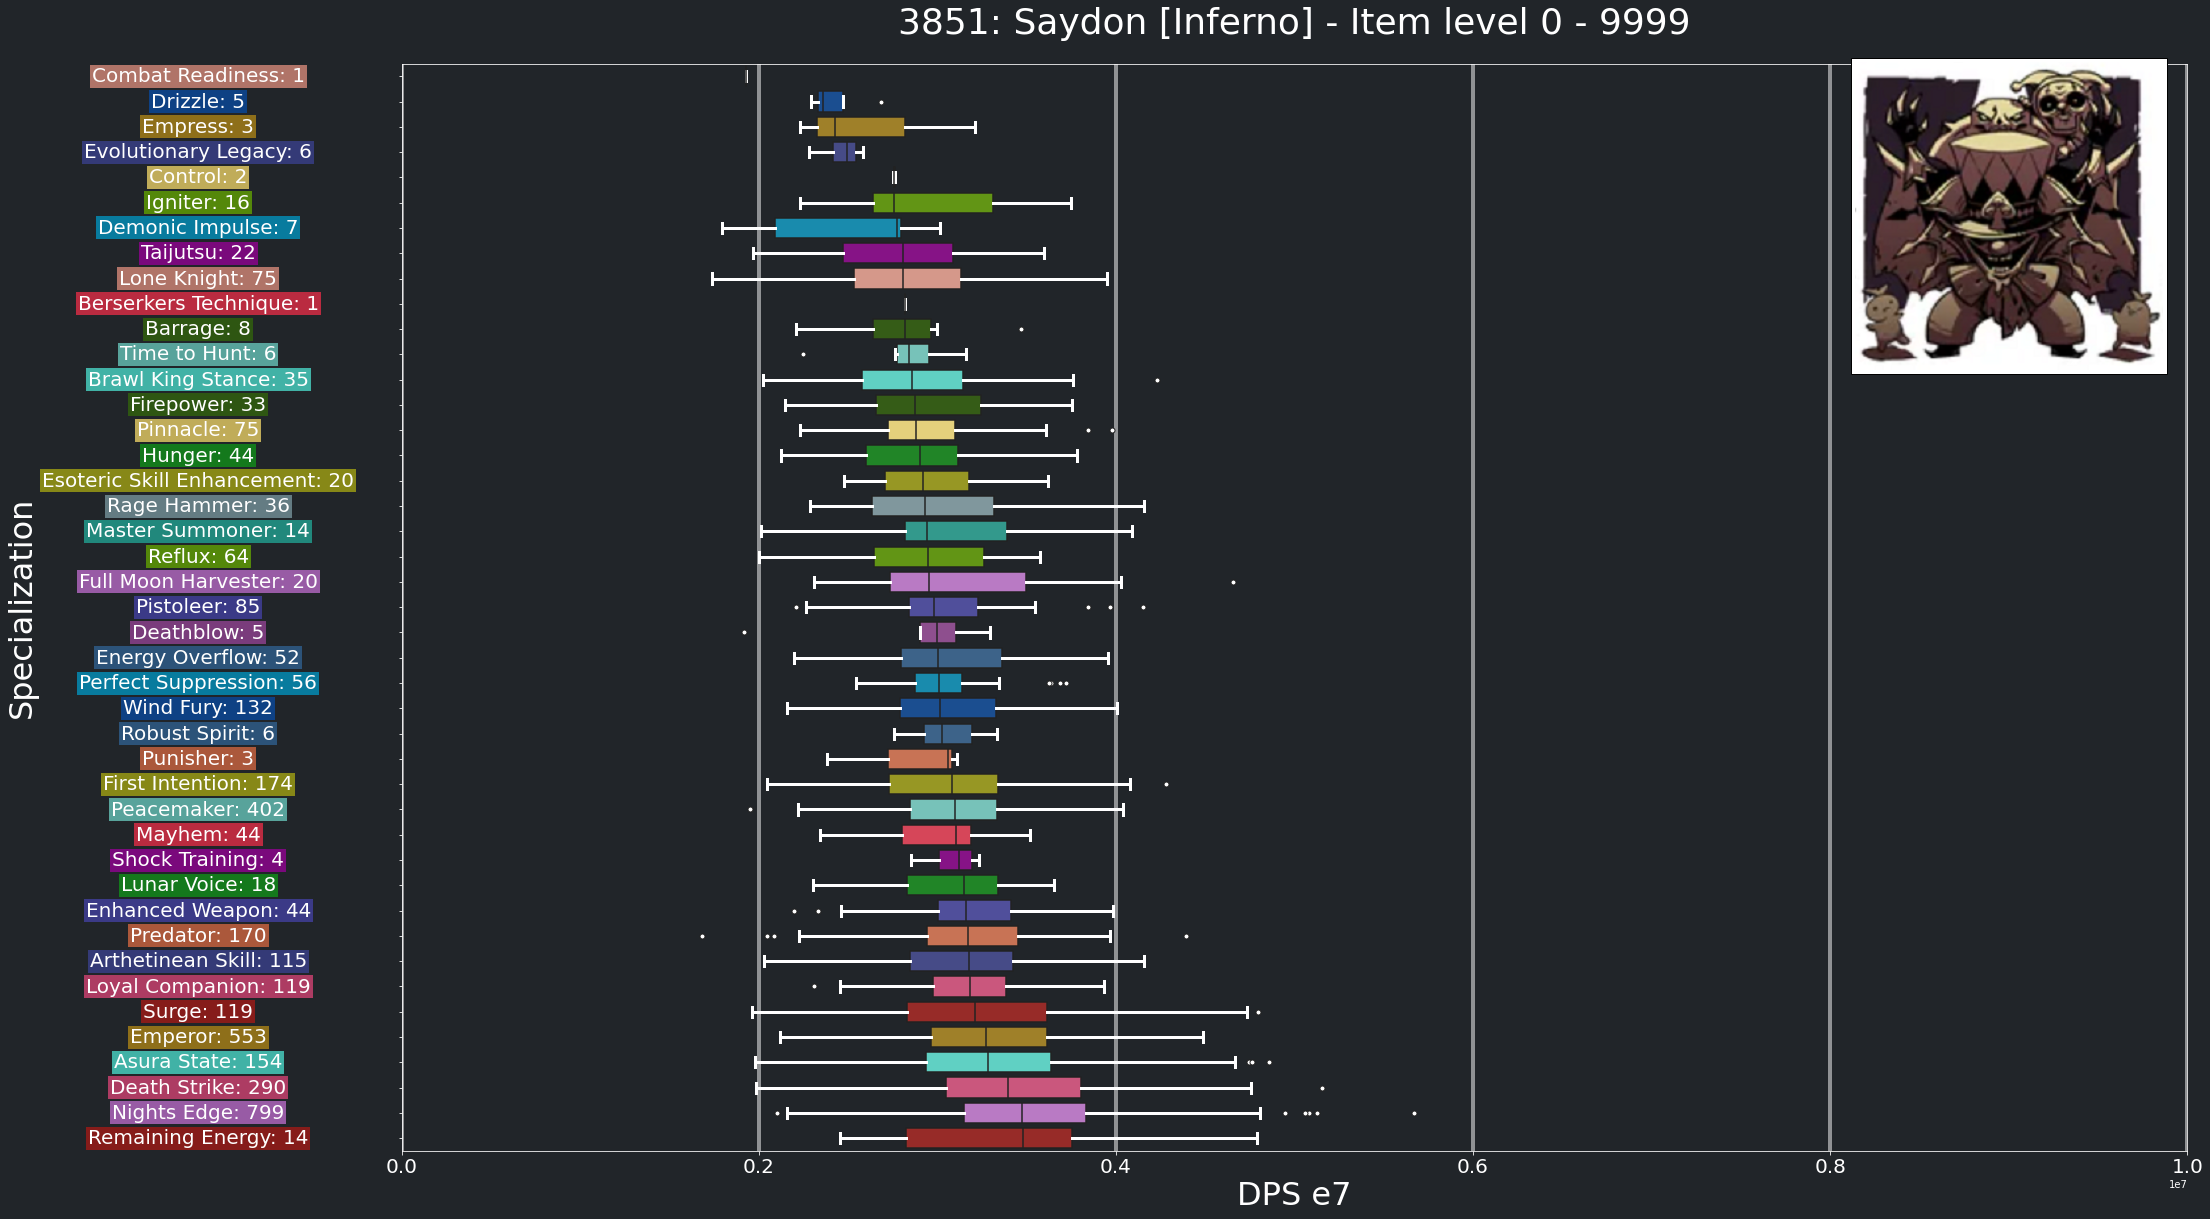 3851: Saydon [Inferno] - Item level 0 - 9999
Combat Readiness: 1
Drizzle: 5
Empress: 3
Evolutionary Legacy: 6
Control: 2
Igniter: 16
Demonic Impulse: 7
Taijutsu: 22
Lone Knight: 75
Berserkers Technique: 1
Barrage: 8
Time to Hunt: 6
Brawl King Stance: 35
Firepower: 33
Pinnacle: 75
Hunger: 44
Esoteric Skill Enhancement: 20
Rage Hammer: 36
Master Summoner: 14
Reflux: 64
Full Moon Harvester: 20
Pistoleer: 85
Deathblow: 5
Energy Overflow: 52
Perfect Suppression: 56
Wind Fury: 132
Robust Spirit: 6
Punisher: 3
First Intention: 174
Peacemaker: 402
Mayhem: 44
Shock Training: 4
Lunar Voice: 18
Enhanced Weapon: 44
Predator: 170
Arthetinean Skill: 115
Loyal Companion: 119
Surge: 119
Emperor: 553
Asura State: 154
Death Strike: 290
Nights Edge: 799
Remaining Energy: 14
Specialization
0.0 0.2 0.4 0.6 0.8 1.0
1e7
DPS e7